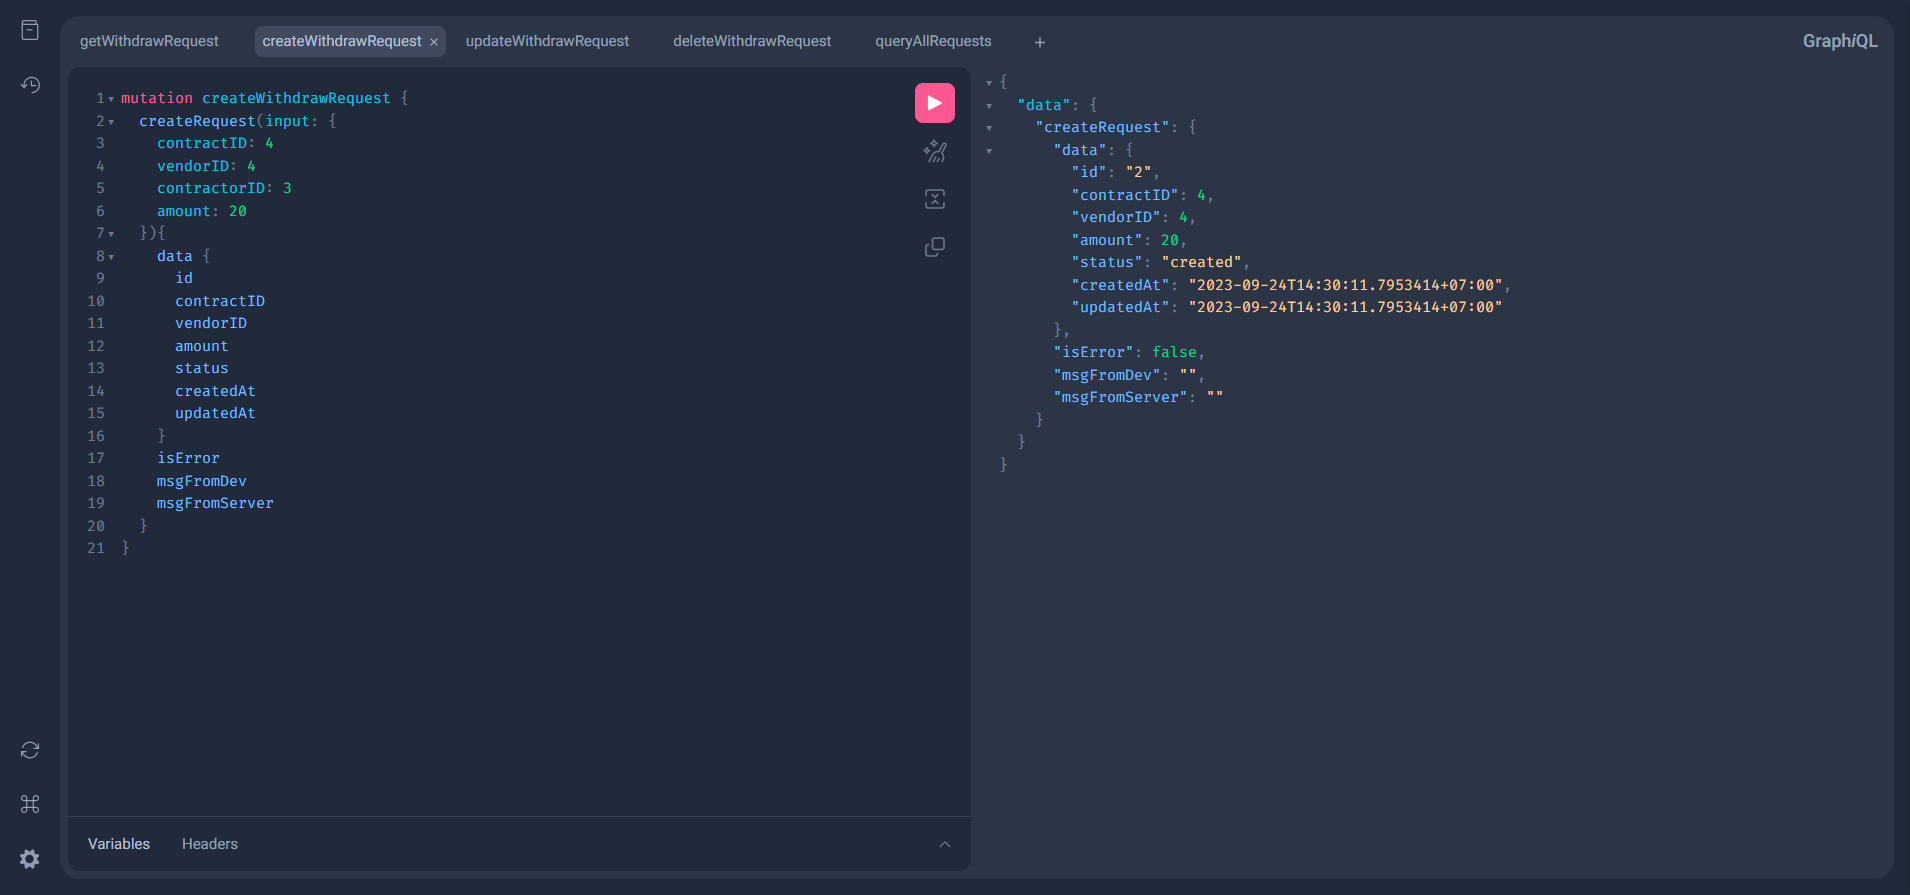 getWithdrawRequest createWithdrawRequest × updateWithdrawRequest deleteWithdrawRequest queryAllRequests + GraphiQL
1 mutation createWithdrawRequest {
2 createRequest(input: {
3 contractID: 4
4 vendorID: 4
5 contractorID: 3
6 amount: 20
7 }){
8 data {
9 id
10 contractID
11 vendorID
12 amount
13 status
14 createdAt
15 updatedAt
16 }
17 isError
18 msgFromDev
19 msgFromServer
20 }
21 }
Variables Headers
{
"data": {
"createRequest": {
"data": {
"id": "2",
"contractID": 4,
"vendorID": 4,
"amount": 20,
"status": "created",
"createdAt": "2023-09-24T14:30:11.7953414+07:00",
"updatedAt": "2023-09-24T14:30:11.7953414+07:00"
},
"isError": false,
"msgFromDev": "",
"msgFromServer": ""
}
}
}